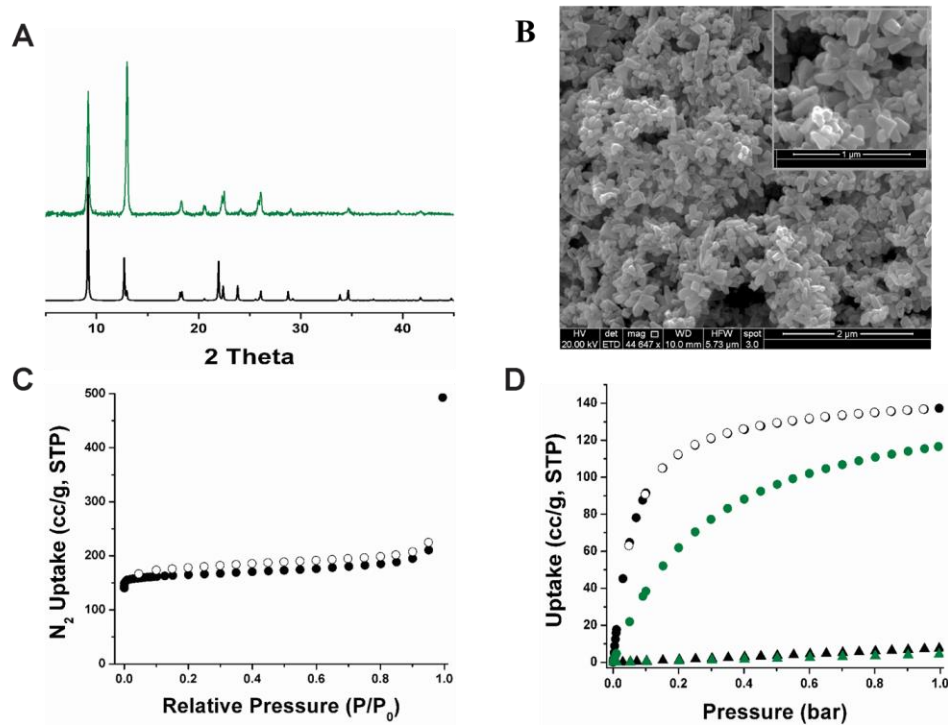 A
10
20
30
40
2 Theta
B
1 µm
HV
det
mag
WD
HFW
spot
20.00 kV
ETD
44 647 x
10.0 mm
5.73 µm
3.0
2 µm
C
500
400
300
200
100
0
N2 Uptake (cc/g, STP)
0.0
0.2
0.4
0.6
0.8
1.0
Relative Pressure (P/P0)
D
140
120
100
80
60
40
20
0
Uptake (cc/g, STP)
0.0
0.2
0.4
0.6
0.8
1.0
Pressure (bar)